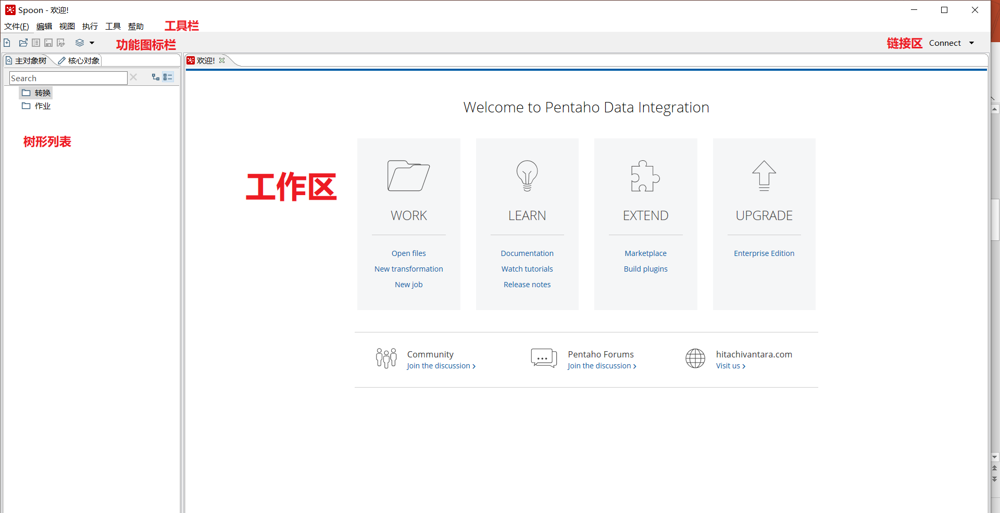 Spoon - 欢迎!
文件(F) 编辑 视图 执行 工具 帮助 工具栏
功能图标栏 链接区 Connect
主对象树 核心对象 欢迎!
Search
转换
作业
树形列表
工作区
Welcome to Pentaho Data Integration
WORK
Open files
New transformation
New job
LEARN
Documentation
Watch tutorials
Release notes
EXTEND
Marketplace
Build plugins
UPGRADE
Enterprise Edition
Community
Join the discussion
Pentaho Forums
Join the discussion
hitachivantara.com
Visit us